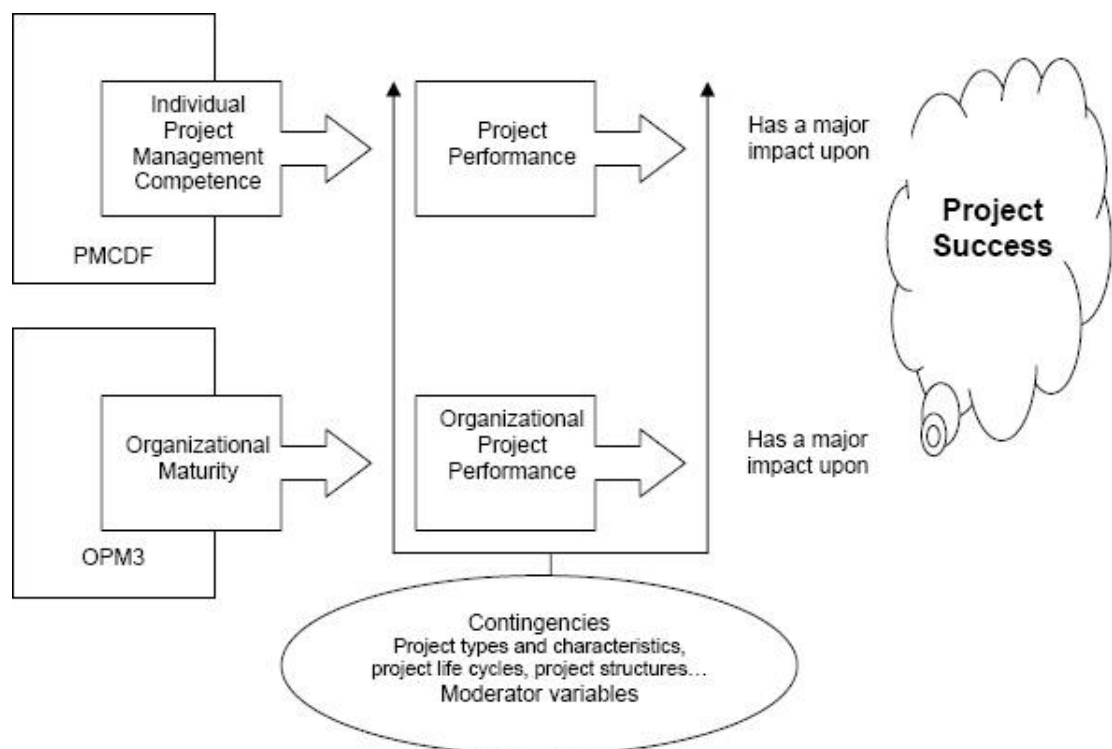 Individual
Project
Management
Competence
PMCDF
Project
Performance
Has a major
impact upon
Project
Success
Organizational
Maturity
OPM3
Organizational
Project
Performance
Has a major
impact upon
Contingencies
Project types and characteristics,
project life cycles, project structures...
Moderator variables